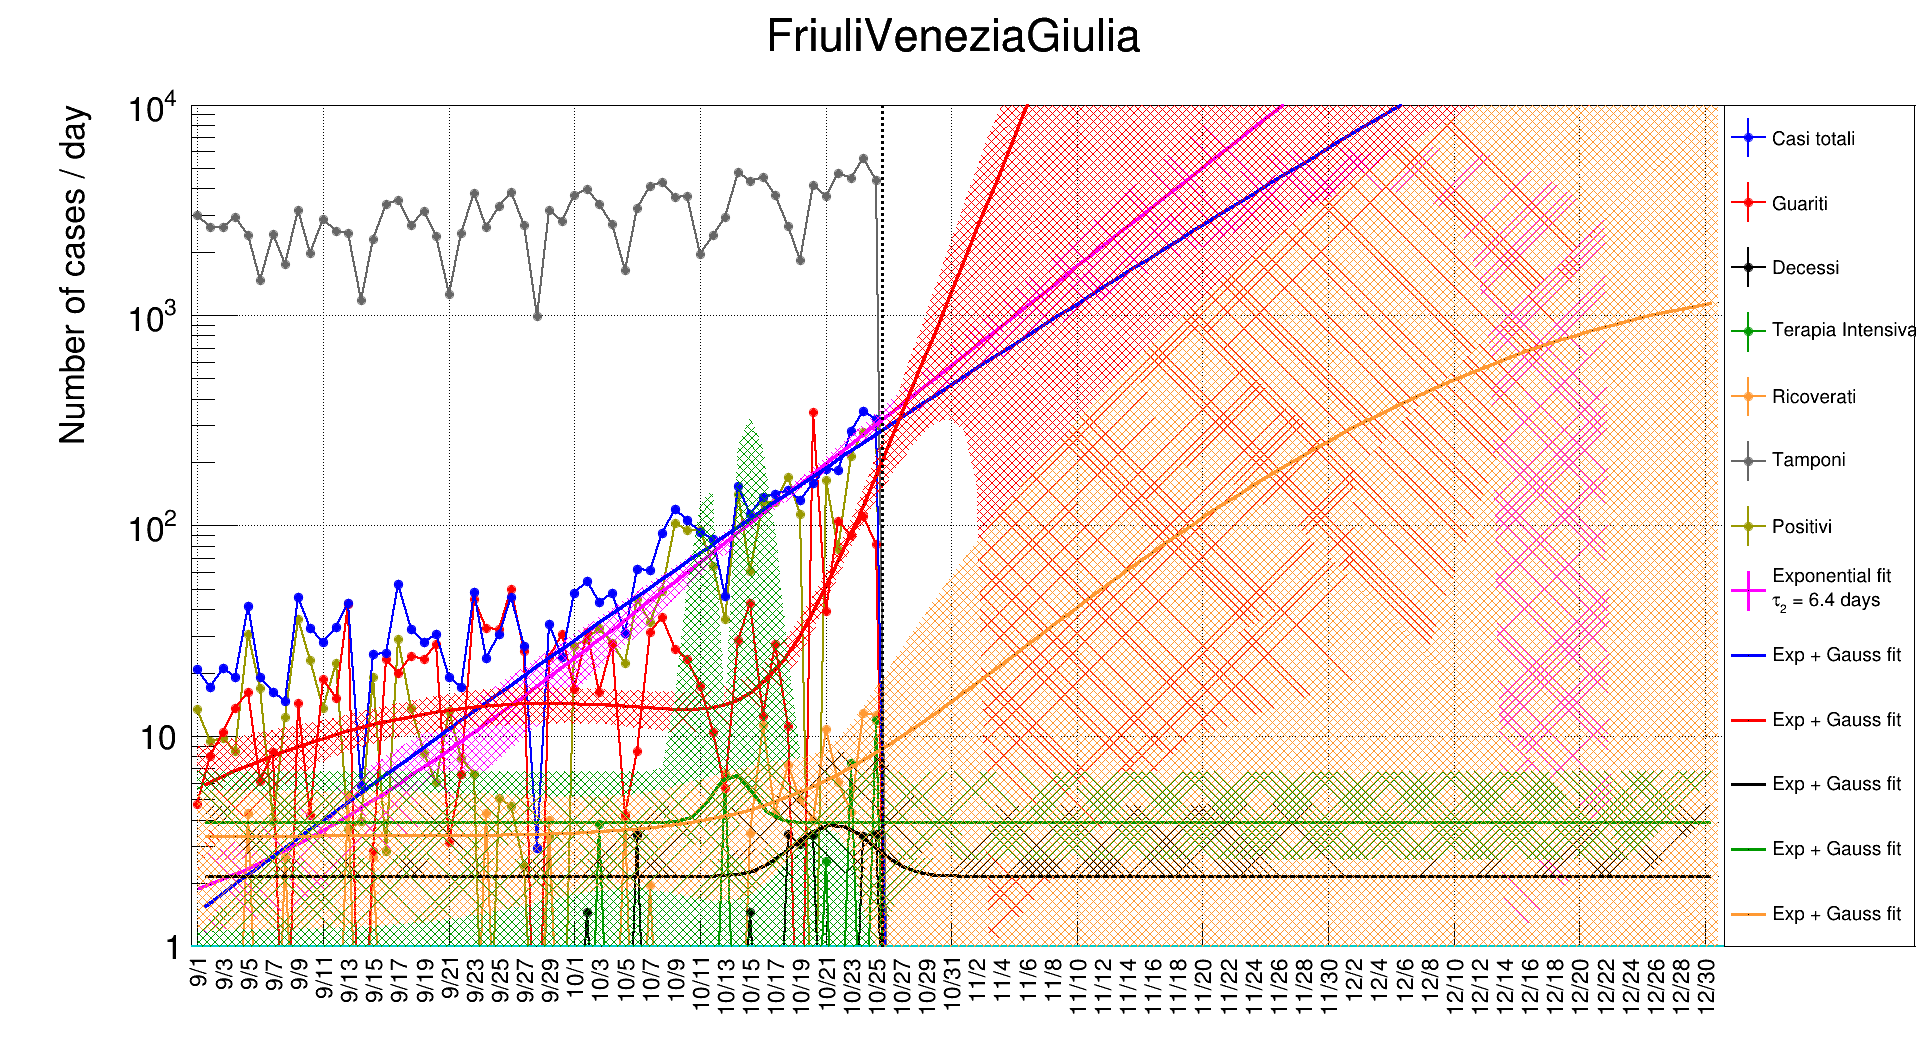 FriuliVeneziaGiulia
Number of cases / day
10⁴
10³
10²
10
1
9/1 9/3 9/5 9/7 9/9 9/11 9/13 9/15 9/17 9/19 9/21 9/23 9/25 9/27 9/29 10/1 10/3 10/5 10/7 10/9 10/11 10/13 10/15 10/17 10/19 10/21 10/23 10/25 10/27 10/29 10/31 11/2 11/4 11/6 11/8 11/10 11/12 11/14 11/16 11/18 11/20 11/22 11/24 11/26 11/28 11/30 12/2 12/4 12/6 12/8 12/10 12/12 12/14 12/16 12/18 12/20 12/22 12/24 12/26 12/28 12/30
Casi totali
Guariti
Decessi
Terapia Intensiva
Ricoverati
Tamponi
Positivi
Exponential fit
τ₂ = 6.4 days
Exp + Gauss fit
Exp + Gauss fit
Exp + Gauss fit
Exp + Gauss fit
Exp + Gauss fit